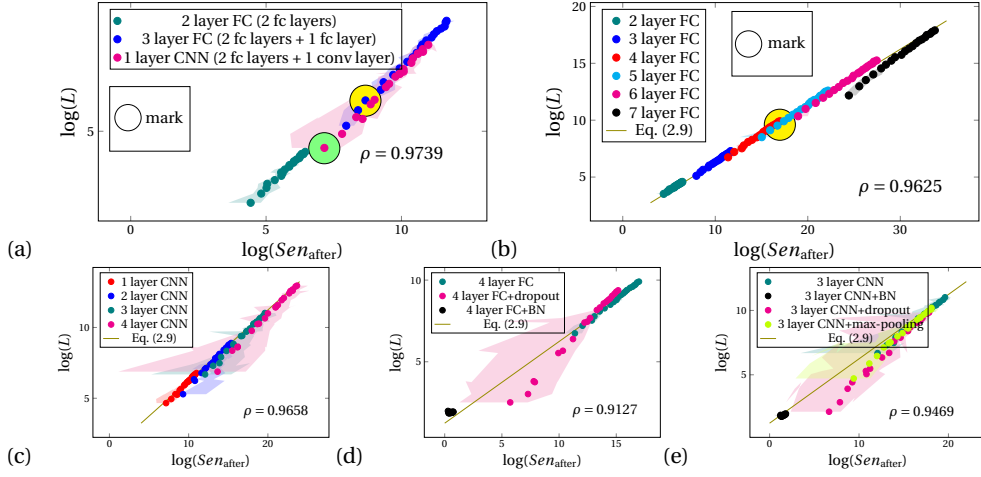 2 layer FC (2 fc layers)
3 layer FC (2 fc layers + 1 fc layer)
1 layer CNN (2 fc layers + 1 conv layer)
mark
ρ = 0.9739
5
0
5
10
log(L)
log(Sen_after)
(a)
2 layer FC
3 layer FC
4 layer FC
5 layer FC
6 layer FC
7 layer FC
Eq. (2.9)
mark
ρ = 0.9625
20
15
10
5
0
10
20
30
log(L)
log(Sen_after)
(b)
1 layer CNN
2 layer CNN
3 layer CNN
4 layer CNN
Eq. (2.9)
ρ = 0.9658
10
5
0
10
20
log(L)
log(Sen_after)
(c)
4 layer FC
4 layer FC+dropout
4 layer FC+BN
Eq. (2.9)
ρ = 0.9127
10
5
0
5
10
15
log(L)
log(Sen_after)
(d)
3 layer CNN
3 layer CNN+BN
3 layer CNN+dropout
3 layer CNN+max-pooling
Eq. (2.9)
ρ = 0.9469
10
5
0
10
20
log(L)
log(Sen_after)
(e)